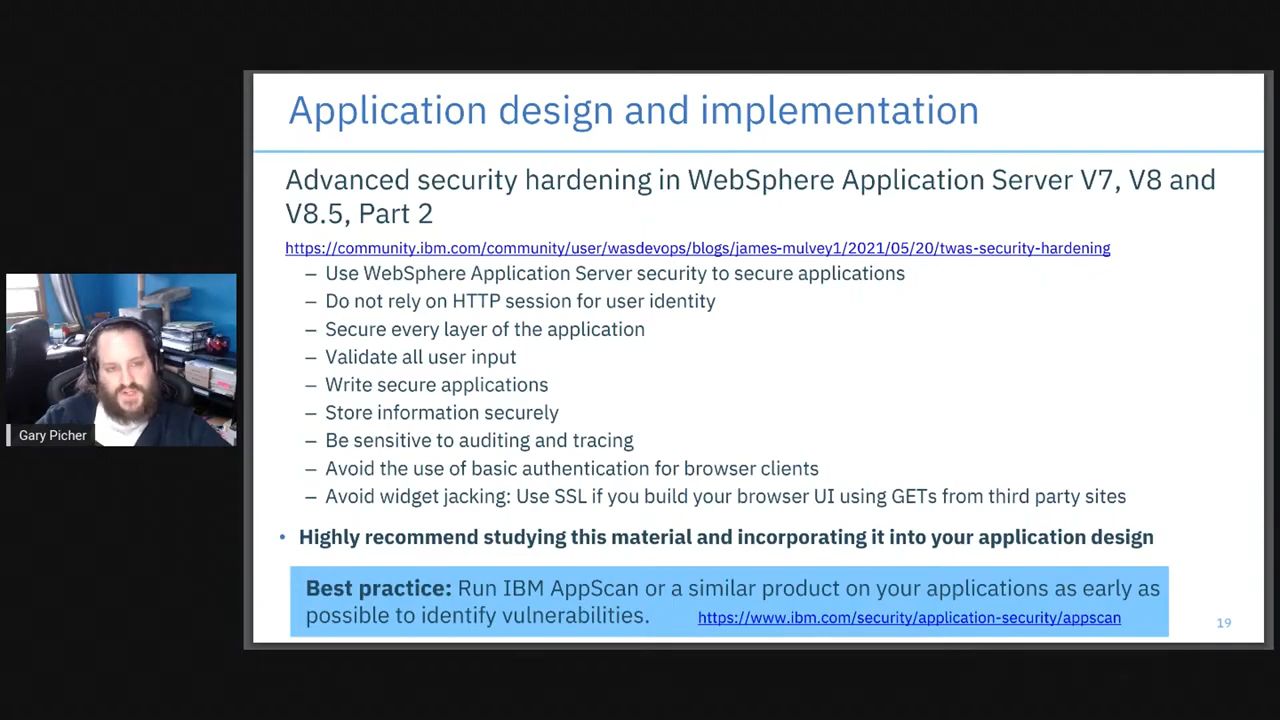 Application design and implementation
Advanced security hardening in WebSphere Application Server V7, V8 and
V8.5, Part 2
https://community.ibm.com/community/user/wasdevops/blogs/james-mulvey1/2021/05/20/twas-security-hardening
– Use WebSphere Application Server security to secure applications
– Do not rely on HTTP session for user identity
– Secure every layer of the application
– Validate all user input
– Write secure applications
– Store information securely
– Be sensitive to auditing and tracing
– Avoid the use of basic authentication for browser clients
– Avoid widget jacking: Use SSL if you build your browser UI using GETs from third party sites
• Highly recommend studying this material and incorporating it into your application design
Best practice: Run IBM AppScan or a similar product on your applications as early as
possible to identify vulnerabilities. https://www.ibm.com/security/application-security/appscan
19
Gary Picher